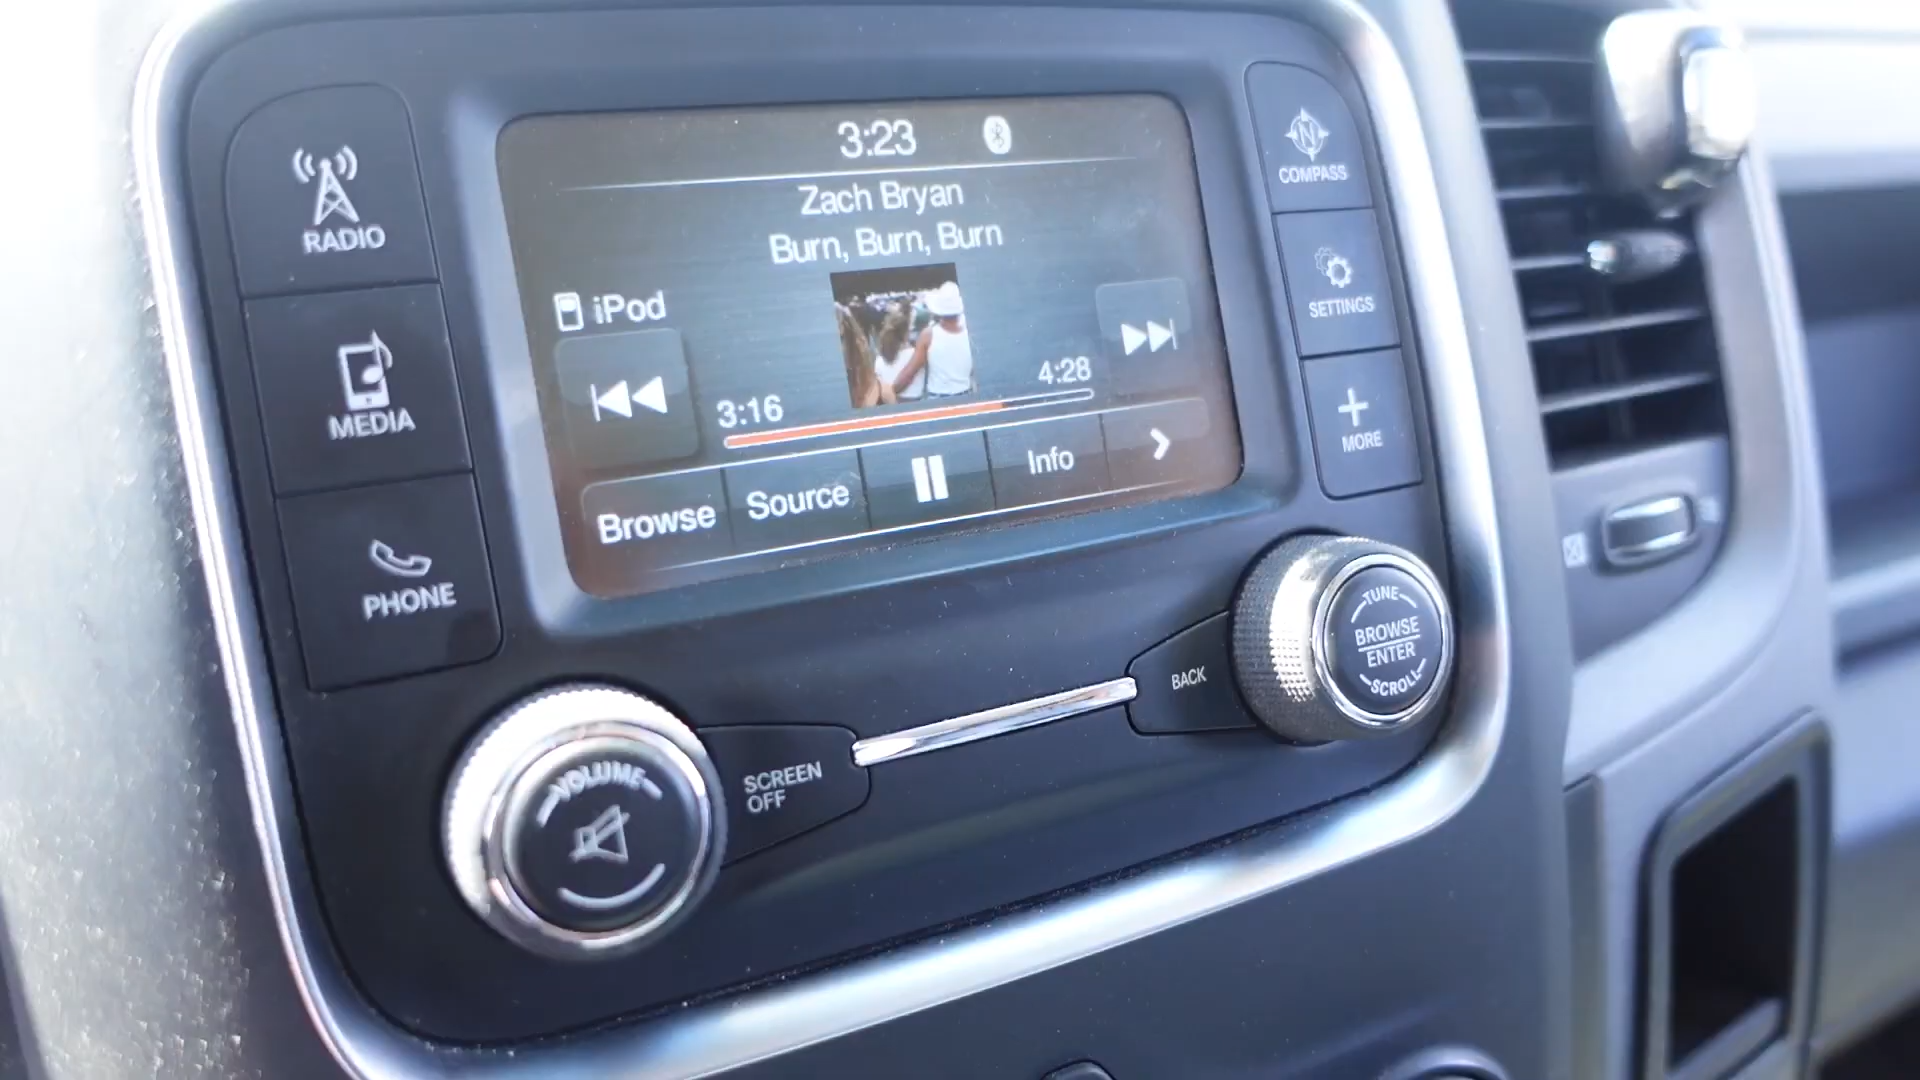 3:23
Zach Bryan
Burn, Burn, Burn
iPod
3:16
4:28
Browse
Source
Info
RADIO
MEDIA
PHONE
N
COMPASS
SETTINGS
MORE
VOLUME
SCREEN
OFF
BACK
TUNE
BROWSE
ENTER
SCROLL